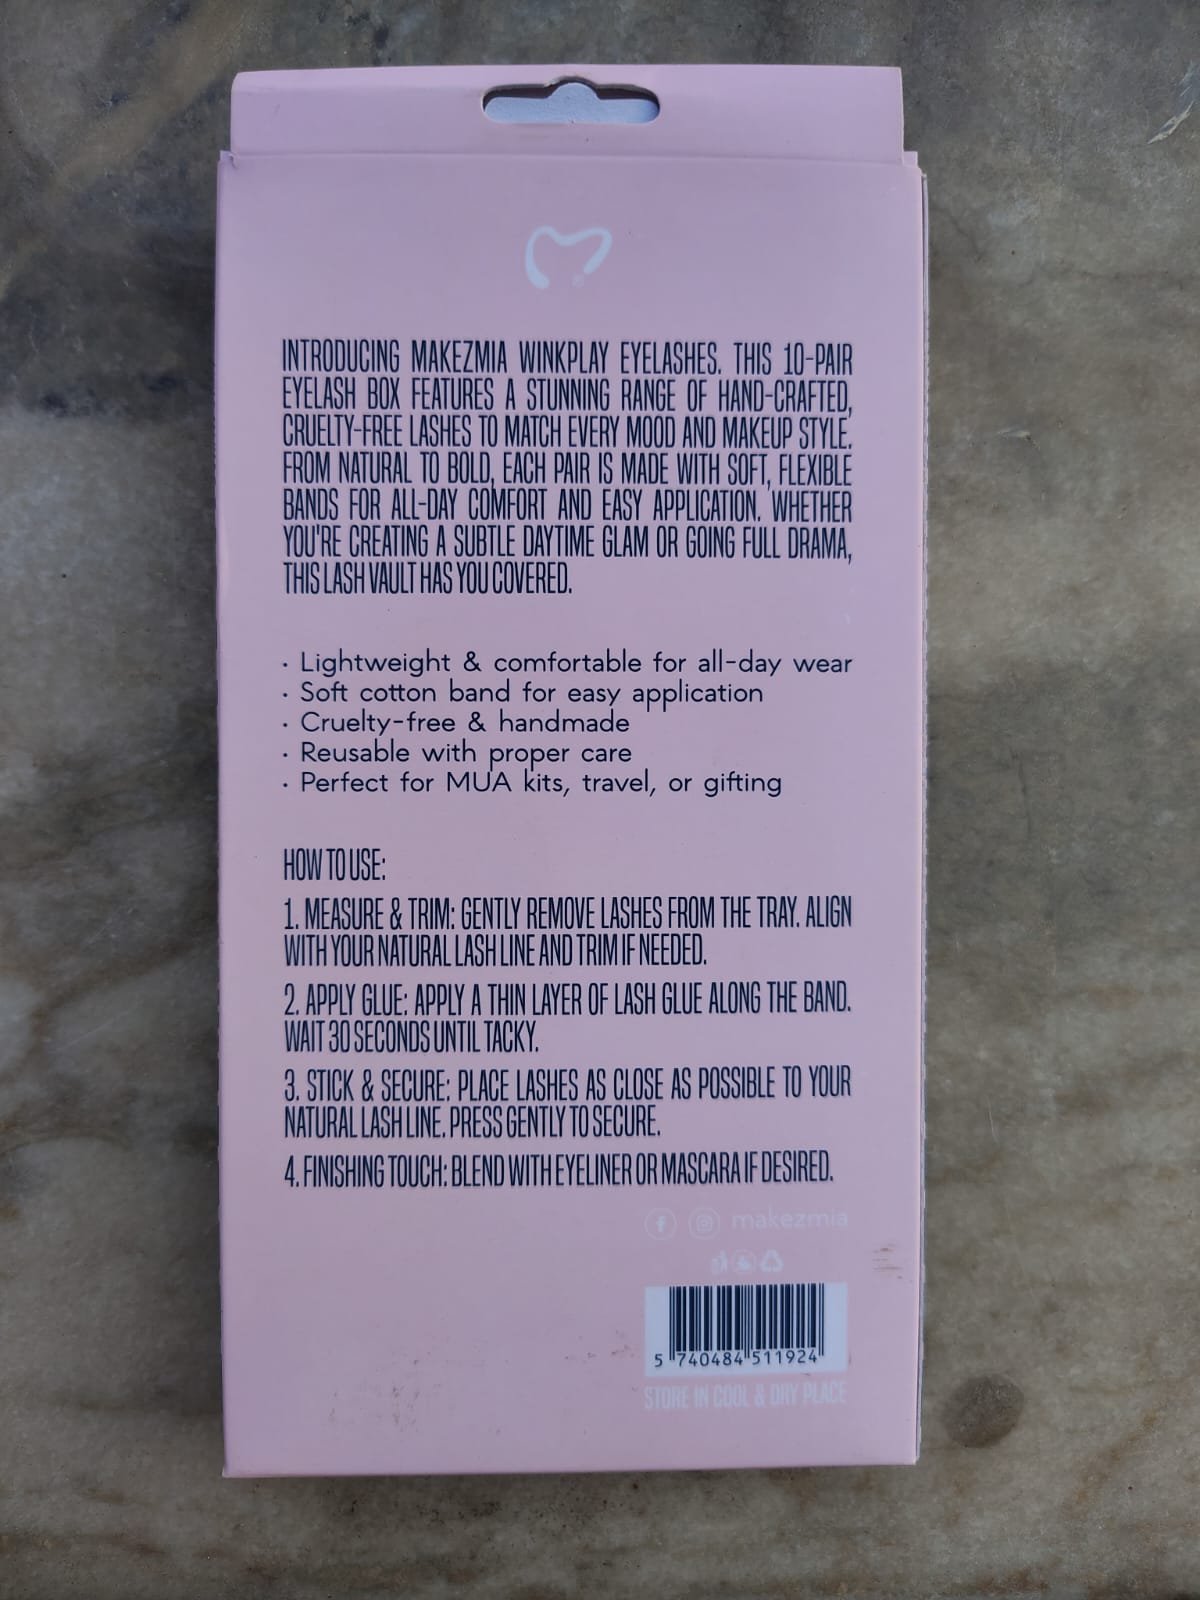 INTRODUCING MAKEZMIA WINKPLAY EYELASHES. THIS 10-PAIR
EYELASH BOX FEATURES A STUNNING RANGE OF HAND-CRAFTED,
CRUELTY-FREE LASHES TO MATCH EVERY MOOD AND MAKEUP STYLE.
FROM NATURAL TO BOLD, EACH PAIR IS MADE WITH SOFT, FLEXIBLE
BANDS FOR ALL-DAY COMFORT AND EASY APPLICATION. WHETHER
YOU'RE CREATING A SUBTLE DAYTIME GLAM OR GOING FULL DRAMA,
THIS LASH VAULT HAS YOU COVERED.
· Lightweight & comfortable for all-day wear
· Soft cotton band for easy application
· Cruelty-free & handmade
· Reusable with proper care
· Perfect for MUA kits, travel, or gifting
HOW TO USE:
1. MEASURE & TRIM: GENTLY REMOVE LASHES FROM THE TRAY. ALIGN
WITH YOUR NATURAL LASH LINE AND TRIM IF NEEDED.
2. APPLY GLUE: APPLY A THIN LAYER OF LASH GLUE ALONG THE BAND.
WAIT 30 SECONDS UNTIL TACKY.
3. STICK & SECURE: PLACE LASHES AS CLOSE AS POSSIBLE TO YOUR
NATURAL LASH LINE. PRESS GENTLY TO SECURE.
4. FINISHING TOUCH: BLEND WITH EYELINER OR MASCARA IF DESIRED.
makezmia
5 740484 511924
STORE IN COOL & DRY PLACE